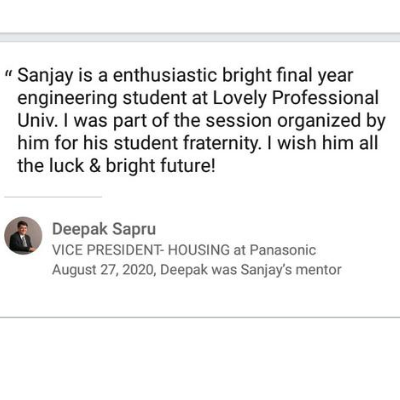 “ Sanjay is a enthusiastic bright final year
engineering student at Lovely Professional
Univ. I was part of the session organized by
him for his student fraternity. I wish him all
the luck & bright future!
Deepak Sapru
VICE PRESIDENT- HOUSING at Panasonic
August 27, 2020, Deepak was Sanjay's mentor